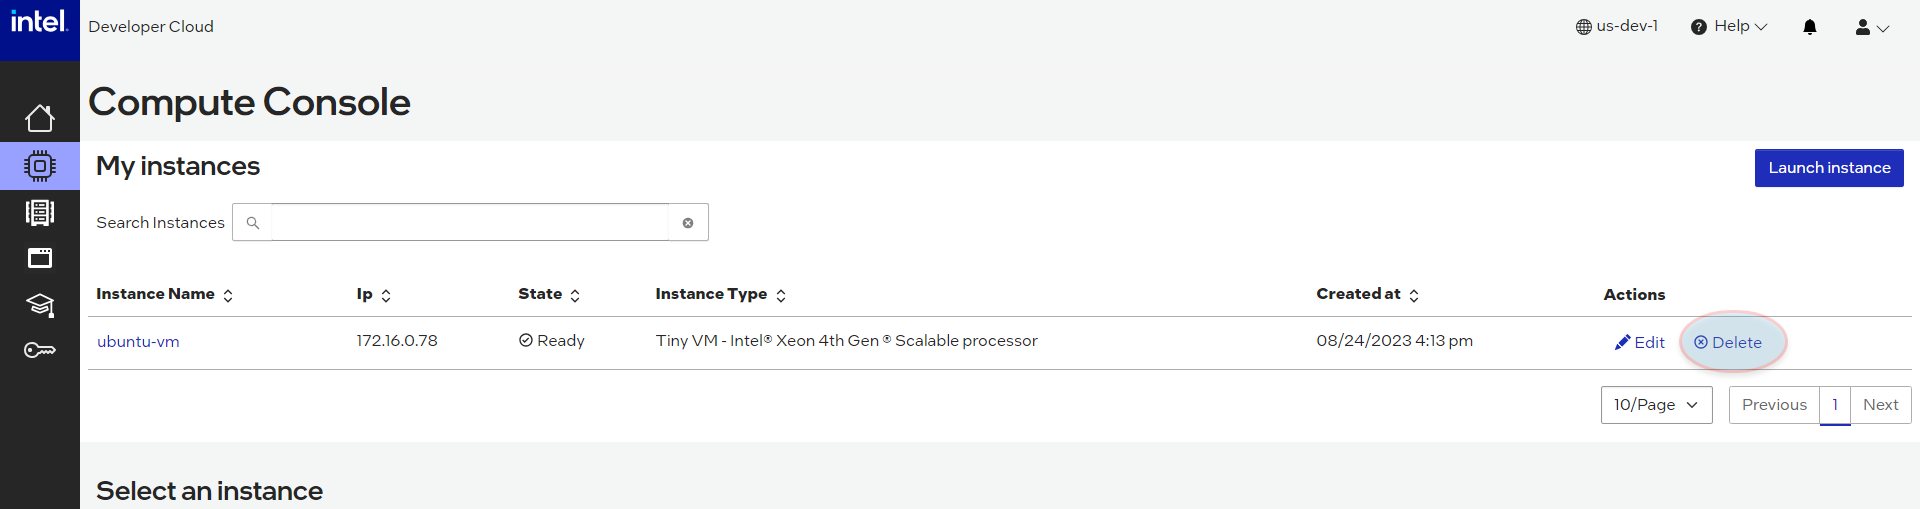 intel. Developer Cloud us-dev-1 Help
Compute Console
My instances Launch instance
Search Instances
Instance Name Ip State Instance Type Created at Actions
ubuntu-vm 172.16.0.78 Ready Tiny VM - Intel® Xeon 4th Gen ® Scalable processor 08/24/2023 4:13 pm Edit Delete
10/Page Previous 1 Next
Select an instance